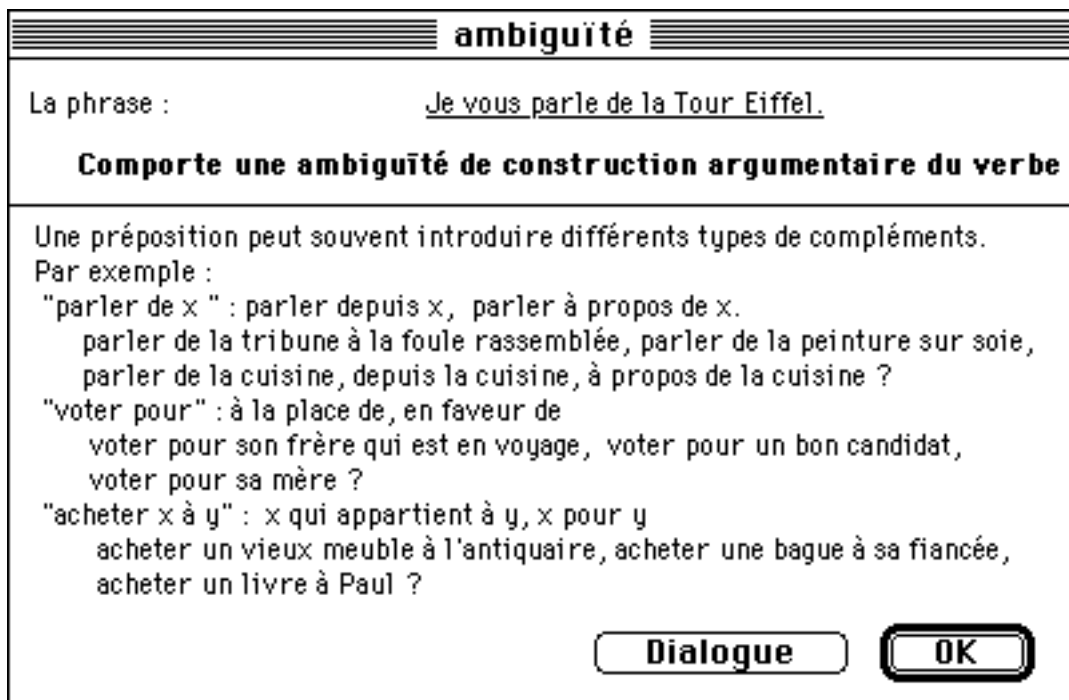 ambiguïté
La phrase : Je vous parle de la Tour Eiffel.
Comporte une ambiguïté de construction argumentaire du verbe
Une préposition peut souvent introduire différents types de compléments.
Par exemple :
"parler de x " : parler depuis x, parler à propos de x.
parler de la tribune à la foule rassemblée, parler de la peinture sur soie,
parler de la cuisine, depuis la cuisine, à propos de la cuisine ?
"voter pour" : à la place de, en faveur de
voter pour son frère qui est en voyage, voter pour un bon candidat,
voter pour sa mère ?
"acheter x à y" : x qui appartient à y, x pour y
acheter un vieux meuble à l'antiquaire, acheter une bague à sa fiancée,
acheter un livre à Paul ?
Dialogue OK